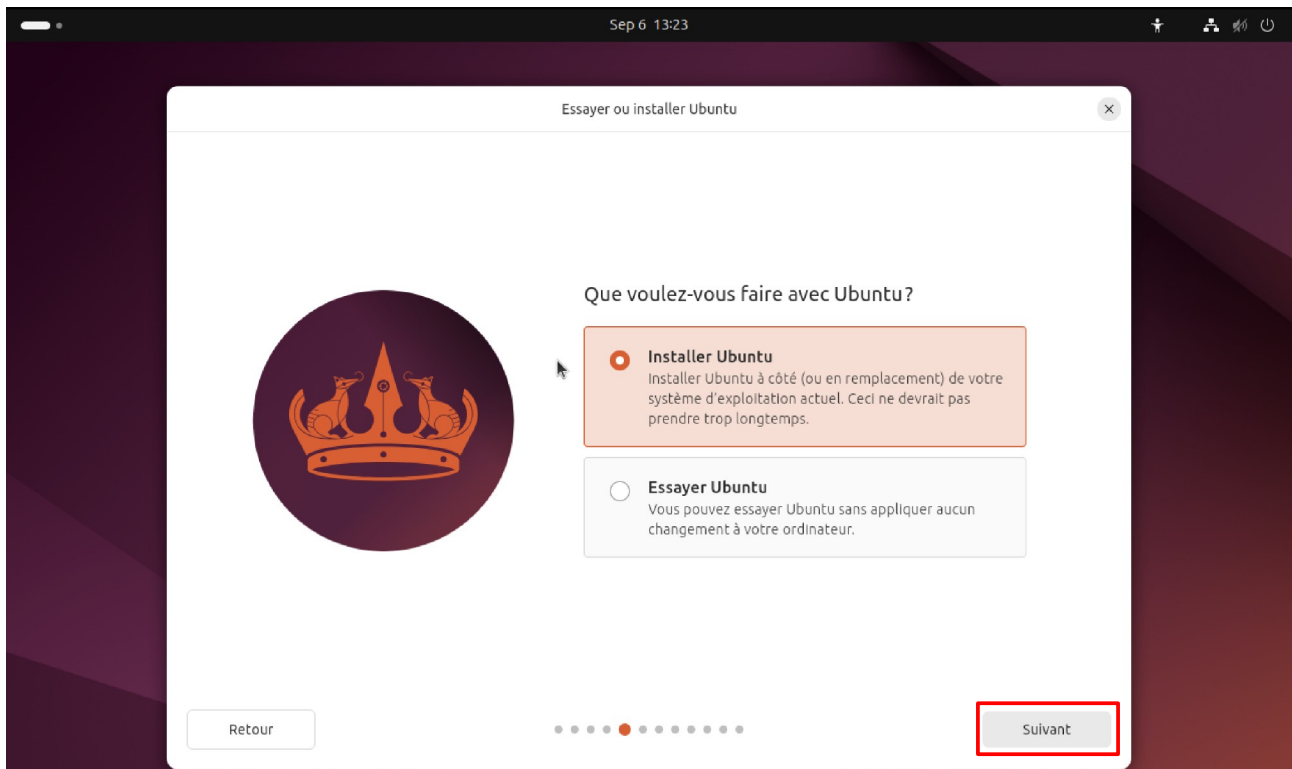 Sep 6 13:23
Essayer ou installer Ubuntu
Que voulez-vous faire avec Ubuntu?
Installer Ubuntu
Installer Ubuntu à côté (ou en remplacement) de votre
système d'exploitation actuel. Ceci ne devrait pas
prendre trop longtemps.
Essayer Ubuntu
Vous pouvez essayer Ubuntu sans appliquer aucun
changement à votre ordinateur.
Retour
Suivant